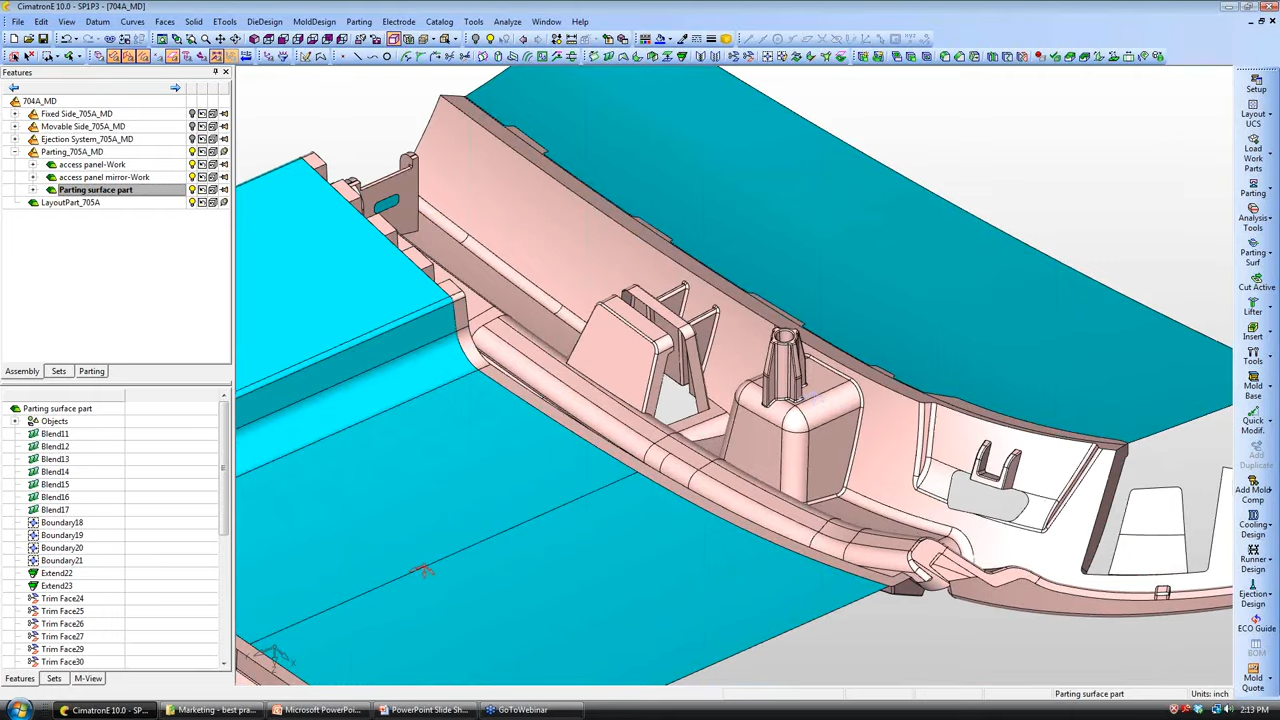 CimatronE 10.0 - SP1P3 - [704A_MD]
File Edit View Datum Curves Faces Solid ETools DieDesign MoldDesign Parting Electrode Catalog Tools Analyze Window Help
Features
704A_MD
Fixed Side_705A_MD
Movable Side_705A_MD
Ejection System_705A_MD
Parting_705A_MD
access panel-Work
access panel mirror-Work
Parting surface part
LayoutPart_705A
Assembly Sets Parting
Parting surface part
Objects
Blend11
Blend12
Blend13
Blend14
Blend15
Blend16
Blend17
Boundary18
Boundary19
Boundary20
Boundary21
Extend22
Extend23
Trim Face24
Trim Face25
Trim Face26
Trim Face27
Trim Face29
Trim Face30
Features Sets M-View
Setup
Layout UCS
Load Work Parts
Parting
Analysis Tools
Parting Surf
Cut Active
Lifter
Insert
Tools
Mold Base
Quick Modif.
Add Duplicate
Add Mold Comp
Cooling Design
Runner Design
Ejection Design
ECO Guide
BOM
Mold Quote
Parting surface part
Units: inch
CimatronE 10.0 - SP...
Marketing - best pra...
Microsoft PowerPoin...
PowerPoint Slide Sh...
GoToWebinar
2:13 PM